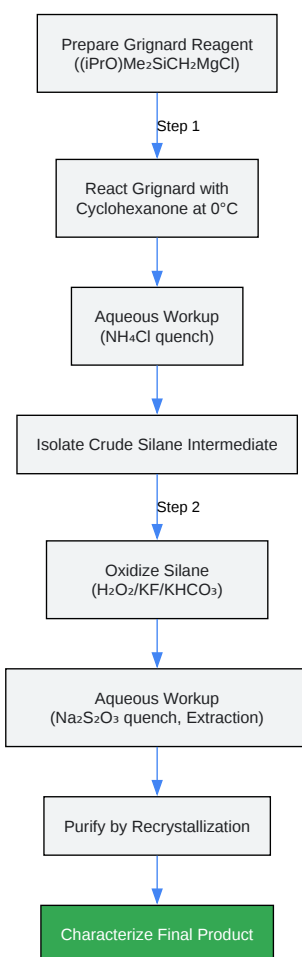 Prepare Grignard Reagent
((iPrO)Me₂SiCH₂MgCl)
Step 1
React Grignard with
Cyclohexanone at 0°C
Aqueous Workup
(NH₄Cl quench)
Isolate Crude Silane Intermediate
Step 2
Oxidize Silane
(H₂O₂/KF/KHCO₃)
Aqueous Workup
(Na₂S₂O₃ quench, Extraction)
Purify by Recrystallization
Characterize Final Product